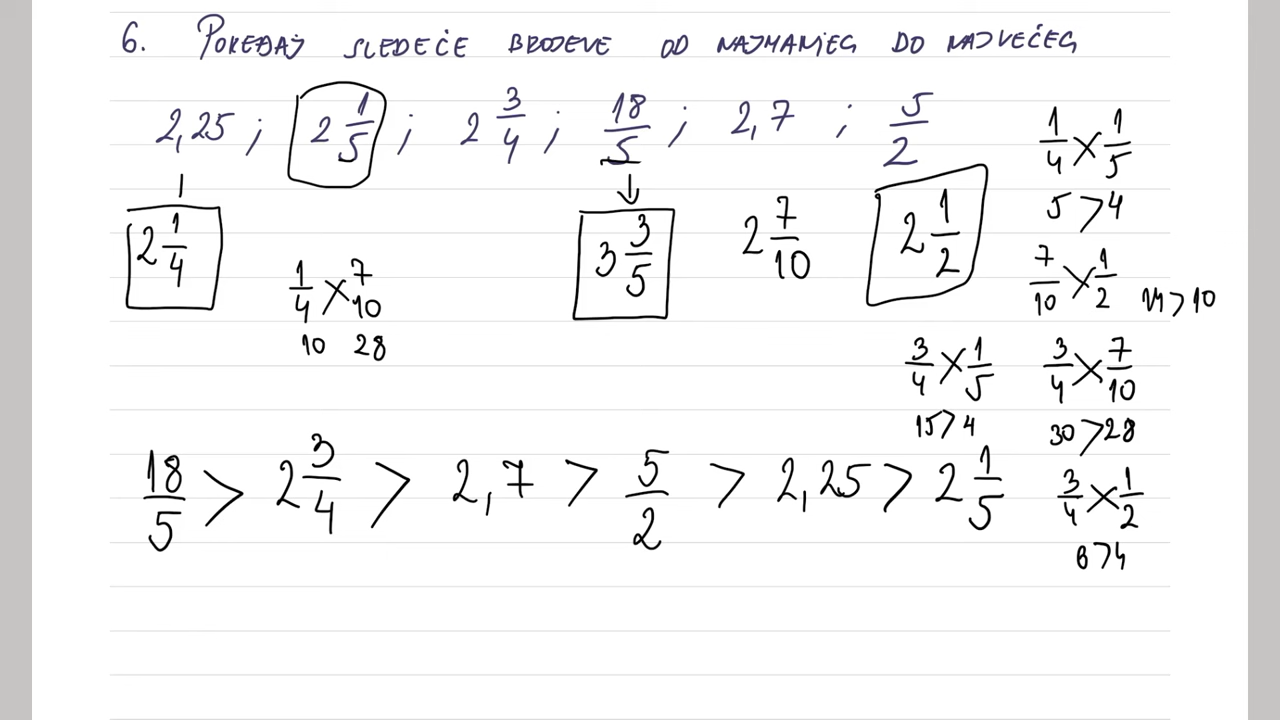 6. POREĐAJ SLEDEĆE BROJEVE OD NAJMANJEG DO NAJVEĆEG
2,25 ; 2 1/5 ; 2 3/4 ; 18/5 ; 2,7 ; 5/2
2 1/4 3 3/5 2 7/10 2 1/2
1/4 × 7/10
10 28
1/4 × 1/5
5 > 4
7/10 × 1/2 14 > 10
3/4 × 1/5 3/4 × 7/10
15 > 4 30 > 28
18/5 > 2 3/4 > 2,7 > 5/2 > 2,25 > 2 1/5
3/4 × 1/2
6 > 4